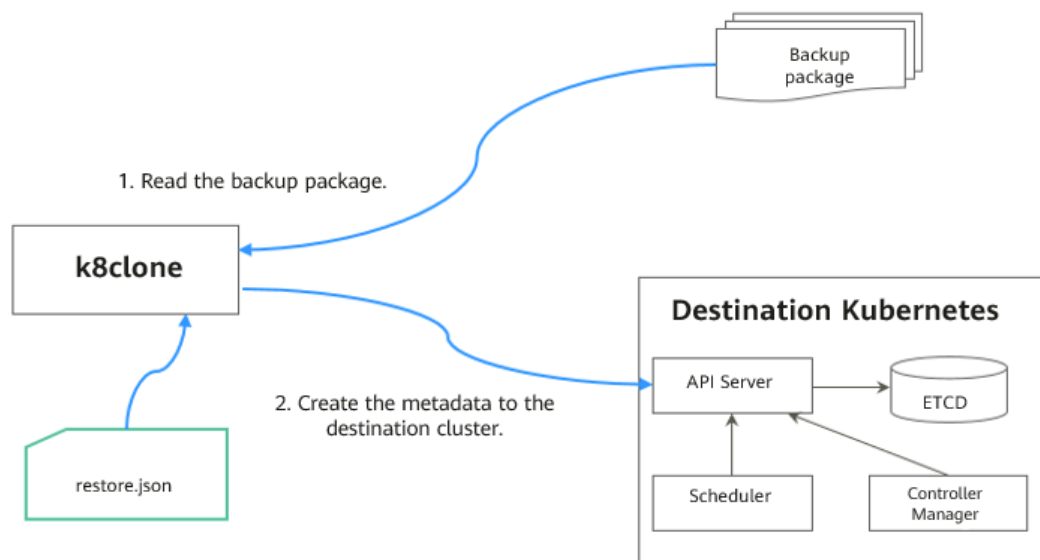 Backup
package
1. Read the backup package.
k8clone
Destination Kubernetes
API Server
ETCD
2. Create the metadata to the
destination cluster.
restore.json
Scheduler
Controller
Manager